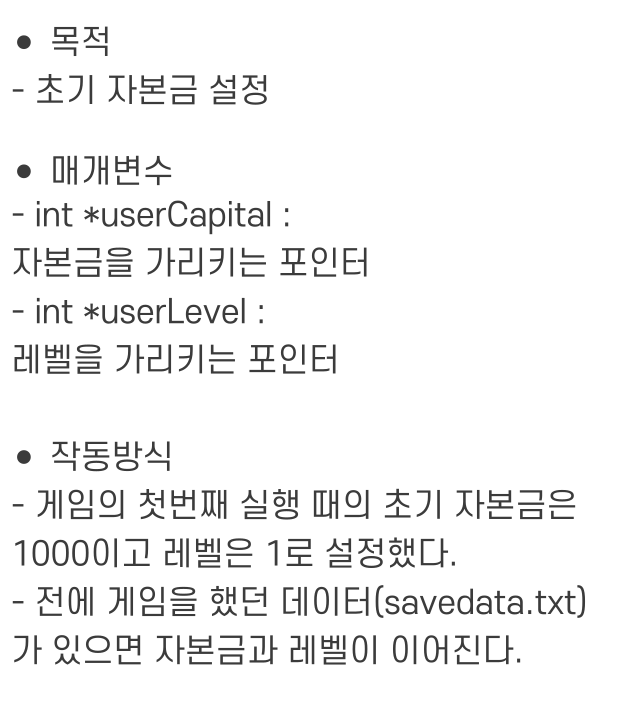 ● 목적
- 초기 자본금 설정
● 매개변수
- int *userCapital :
자본금을 가리키는 포인터
- int *userLevel :
레벨을 가리키는 포인터
● 작동방식
- 게임의 첫번째 실행 때의 초기 자본금은
1000이고 레벨은 1로 설정했다.
- 전에 게임을 했던 데이터(savedata.txt)
가 있으면 자본금과 레벨이 이어진다.